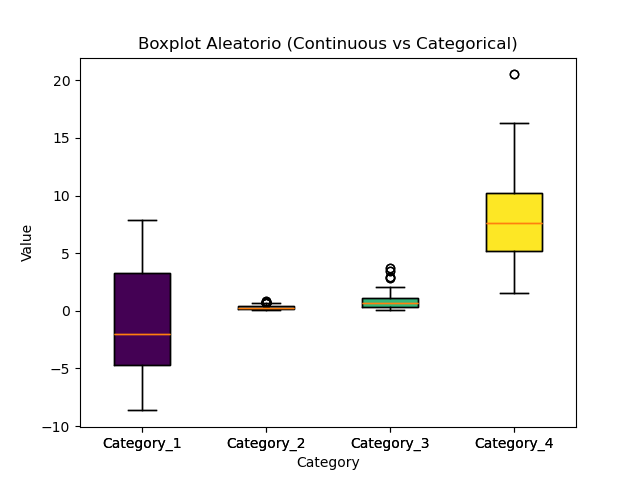 Boxplot Aleatorio (Continuous vs Categorical)
20
15
10
5
0
−5
−10
Value
Category_1 Category_2 Category_3 Category_4
Category